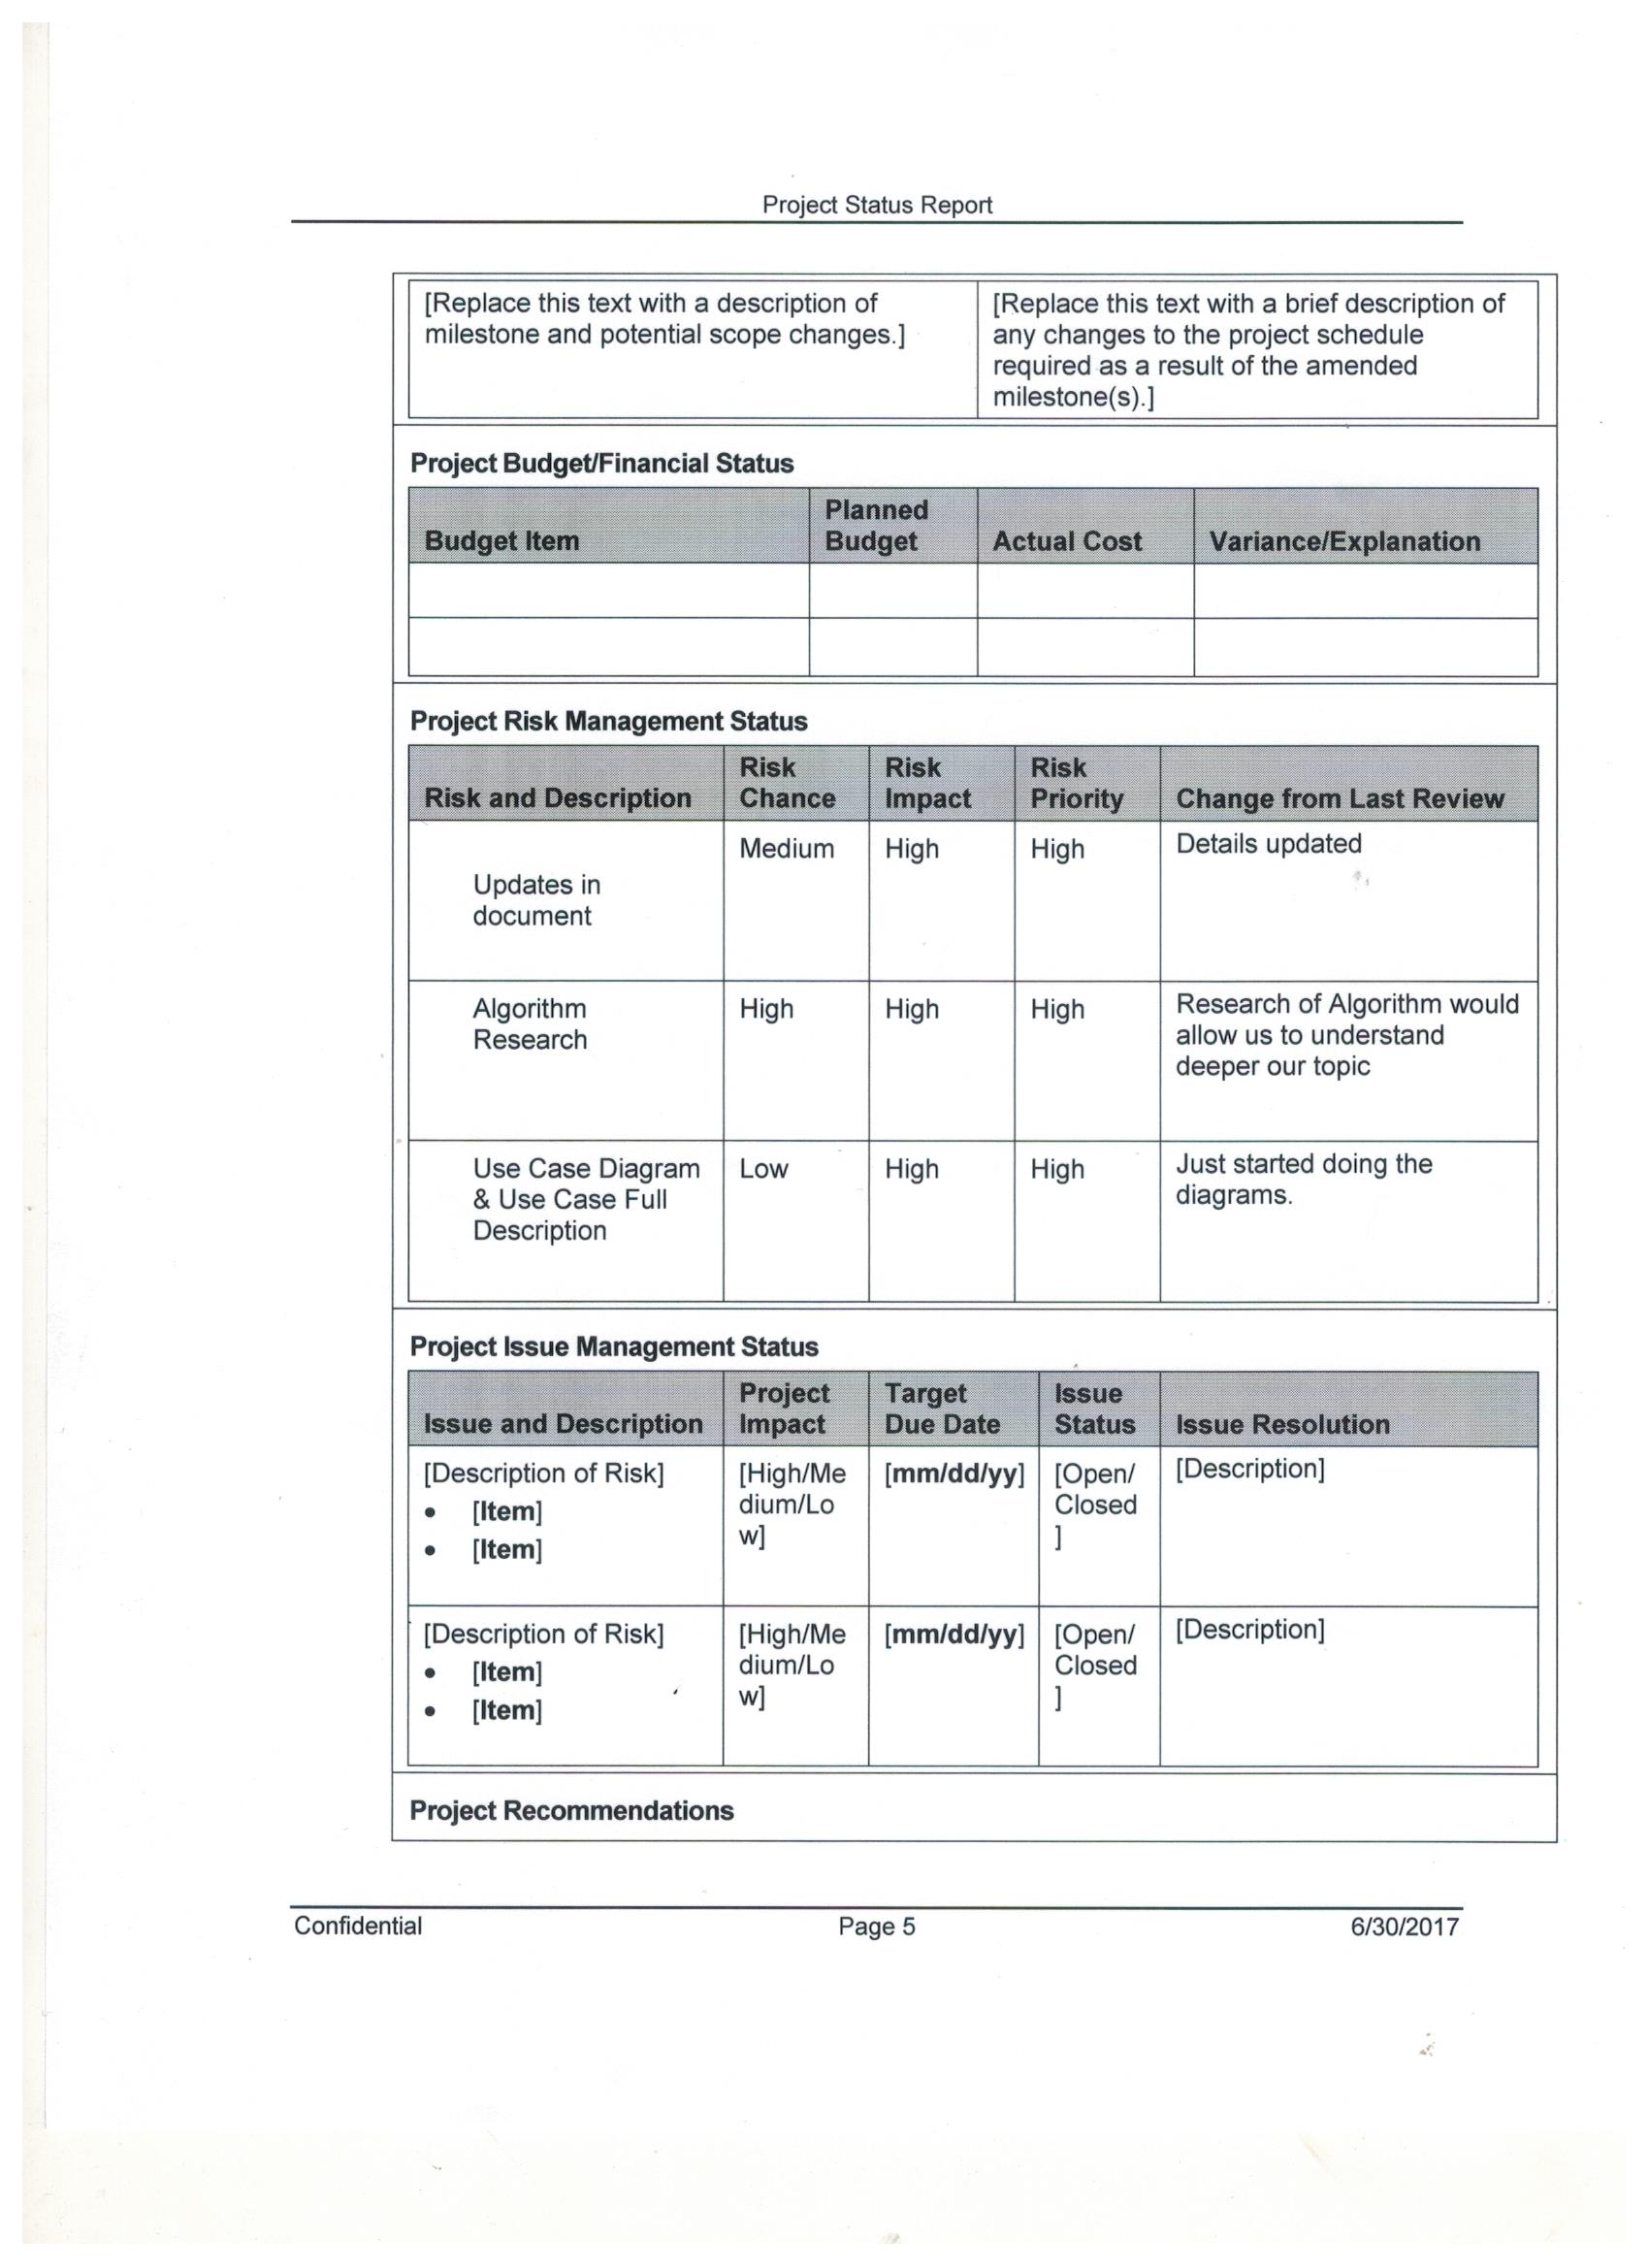 Project Status Report
[Replace this text with a description of
milestone and potential scope changes.]
[Replace this text with a brief description of
any changes to the project schedule
required as a result of the amended
milestone(s).]
Project Budget/Financial Status
Budget Item
Planned
Budget
Actual Cost
Variance/Explanation
Project Risk Management Status
Risk and Description
Risk
Chance
Risk
Impact
Risk
Priority
Change from Last Review
Updates in
document
Medium
High
High
Details updated
Algorithm
Research
High
High
High
Research of Algorithm would
allow us to understand
deeper our topic
Use Case Diagram
& Use Case Full
Description
Low
High
High
Just started doing the
diagrams.
Project Issue Management Status
Issue and Description
Project
Impact
Target
Due Date
Issue
Status
Issue Resolution
[Description of Risk]
• [Item]
• [Item]
[High/Me
dium/Lo
w]
[mm/dd/yy]
[Open/
Closed
]
[Description]
[Description of Risk]
• [Item]
• [Item]
[High/Me
dium/Lo
w]
[mm/dd/yy]
[Open/
Closed
]
[Description]
Project Recommendations
Confidential
Page 5
6/30/2017